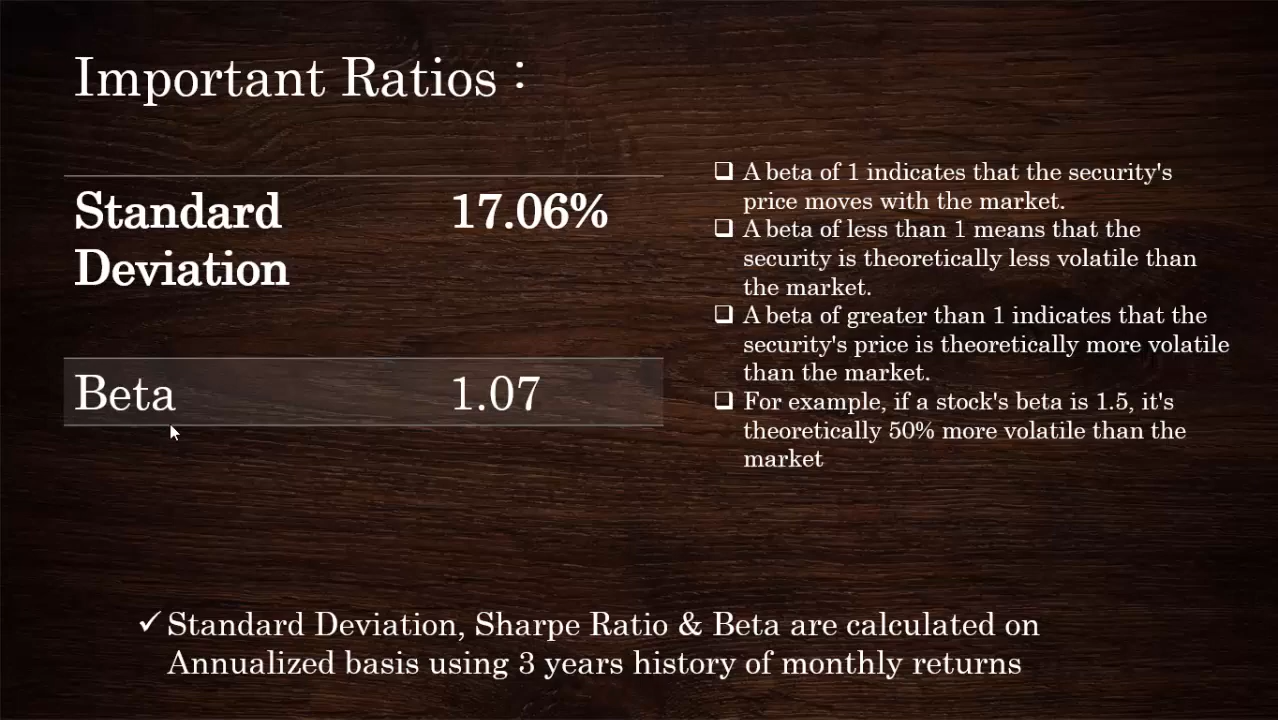 Important Ratios :
Standard 17.06%
Deviation
Beta 1.07
❑ A beta of 1 indicates that the security's
price moves with the market.
❑ A beta of less than 1 means that the
security is theoretically less volatile than
the market.
❑ A beta of greater than 1 indicates that the
security's price is theoretically more volatile
than the market.
❑ For example, if a stock's beta is 1.5, it's
theoretically 50% more volatile than the
market
✓ Standard Deviation, Sharpe Ratio & Beta are calculated on
Annualized basis using 3 years history of monthly returns